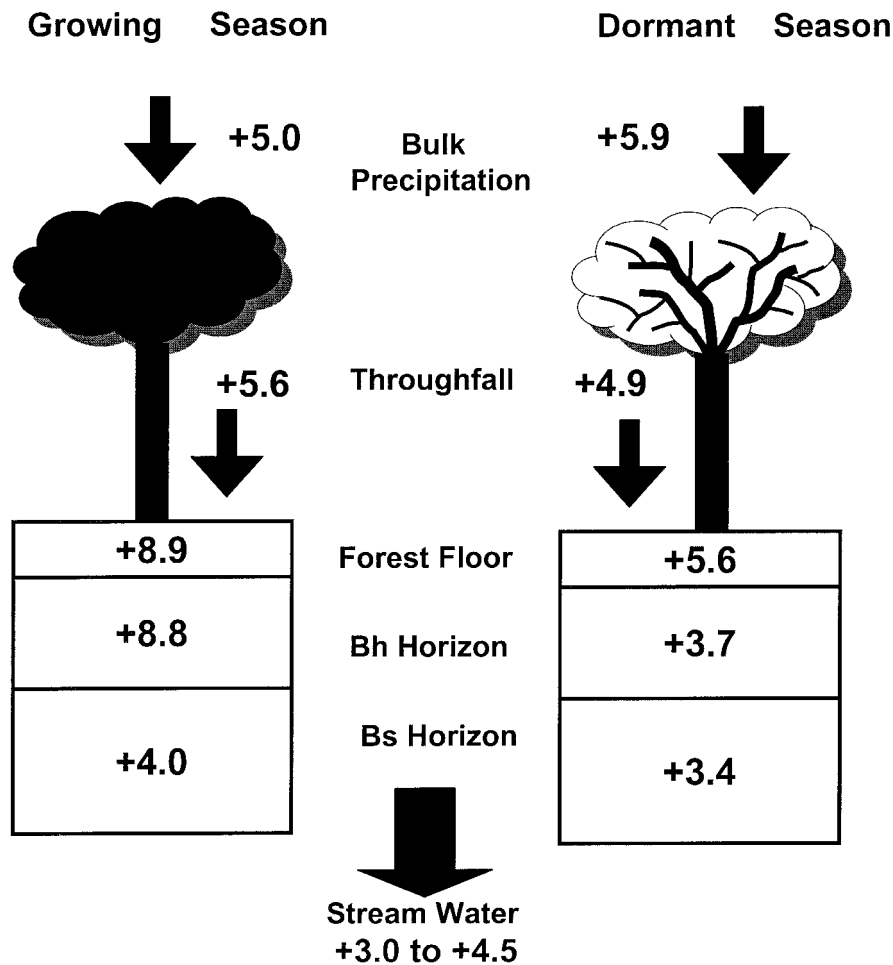 Growing Season
Dormant Season
+5.0
Bulk
Precipitation
+5.9
+5.6
Throughfall
+4.9
+8.9
Forest Floor
+5.6
+8.8
Bh Horizon
+3.7
+4.0
Bs Horizon
+3.4
Stream Water
+3.0 to +4.5